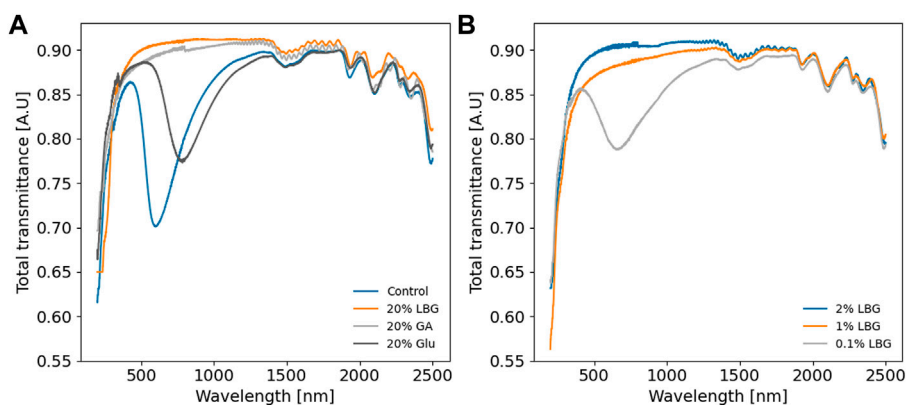 A
B
Total transmittance [A.U]
0.90
0.85
0.80
0.75
0.70
0.65
0.60
0.55
Control
20% LBG
20% GA
20% Glu
500
1000
1500
2000
2500
Wavelength [nm]
Total transmittance [A.U]
0.90
0.85
0.80
0.75
0.70
0.65
0.60
0.55
2% LBG
1% LBG
0.1% LBG
500
1000
1500
2000
2500
Wavelength [nm]